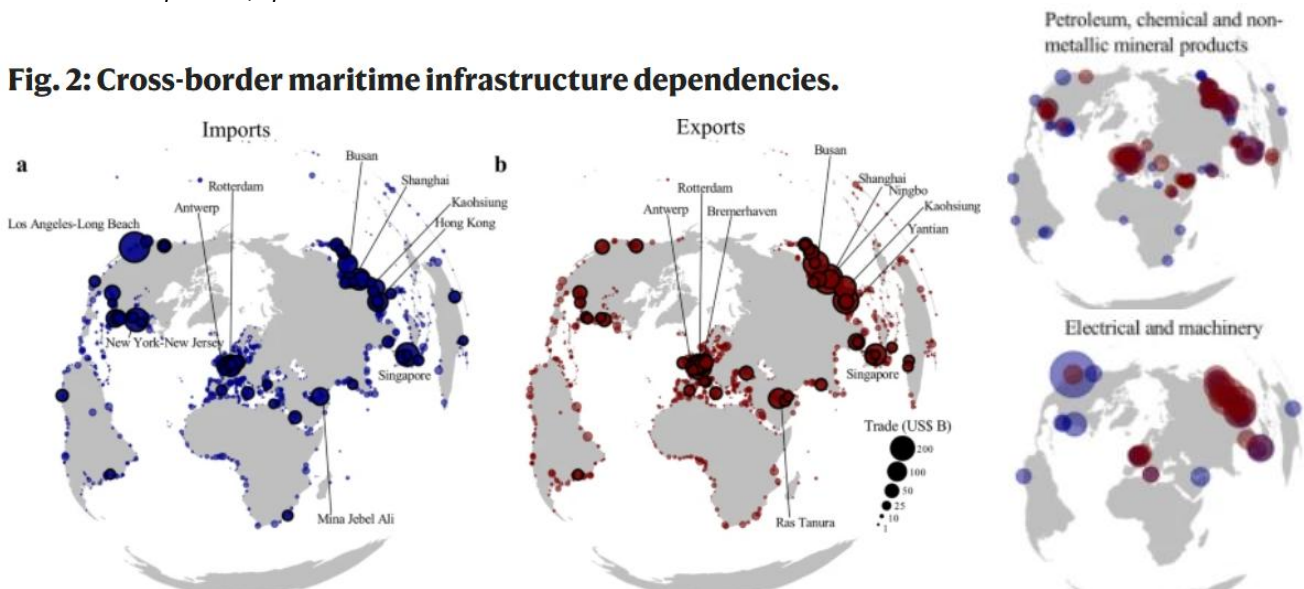 Fig. 2: Cross-border maritime infrastructure dependencies.
Imports
a
Busan
Shanghai
Rotterdam
Kaohsiung
Antwerp
Hong Kong
Los Angeles-Long Beach
New York-New Jersey
Singapore
Mina Jebel Ali
Exports
b
Busan
Shanghai
Ningbo
Rotterdam
Kaohsiung
Antwerp
Bremerhaven
Yantian
Singapore
Ras Tanura
Trade (US$ B)
200
100
50
25
10
1
Petroleum, chemical and non-
metallic mineral products
Electrical and machinery